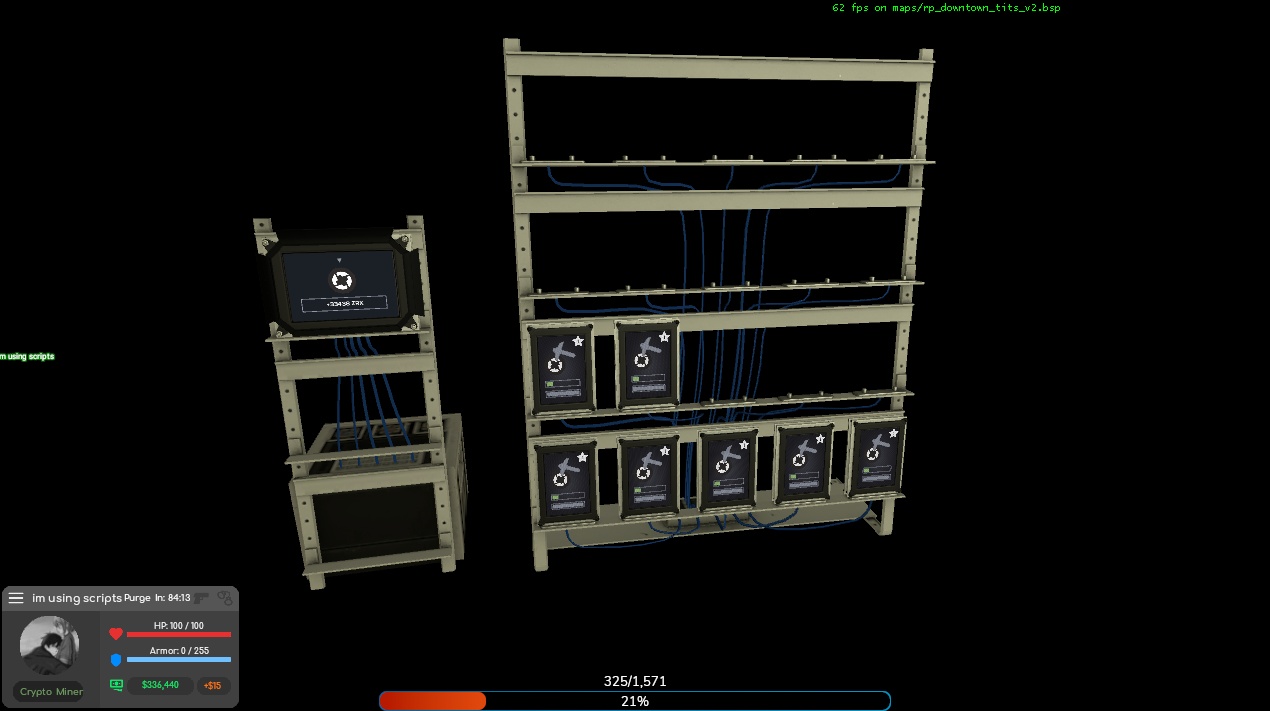 62 fps on maps/rp_downtown_tits_v2.bsp
m using scripts
im using scripts Purge In: 84:13
HP: 100 / 100
Armor: 0 / 255
Crypto Miner
$336,440
+$15
325/1,571
21%